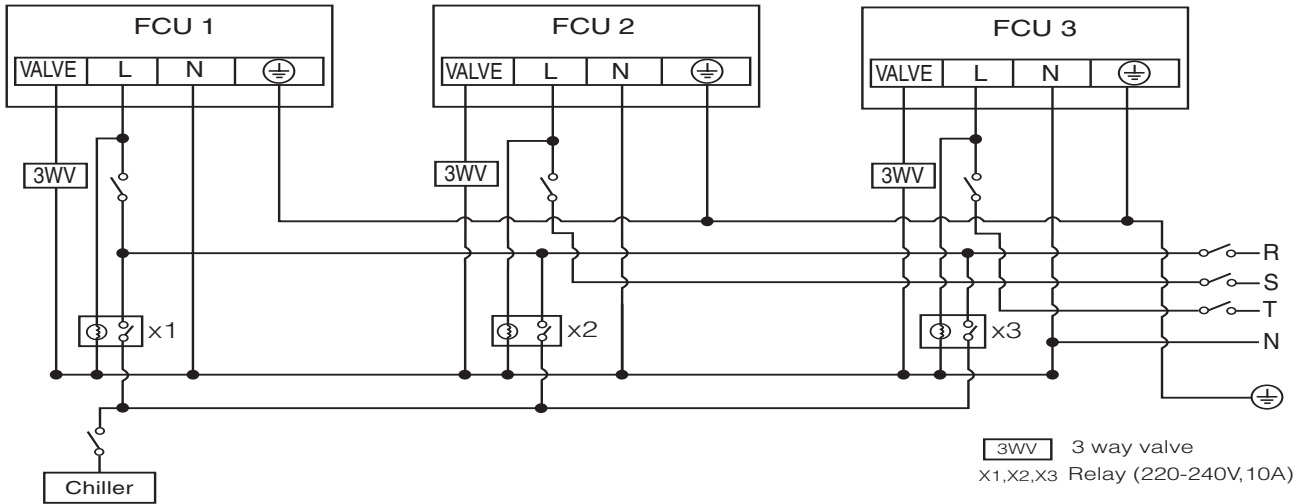 FCU 1
VALVE L N
3WV
x1
FCU 2
VALVE L N
3WV
x2
FCU 3
VALVE L N
3WV
x3
R
S
T
N
Chiller
3WV 3 way valve
X1,X2,X3 Relay (220-240V,10A)